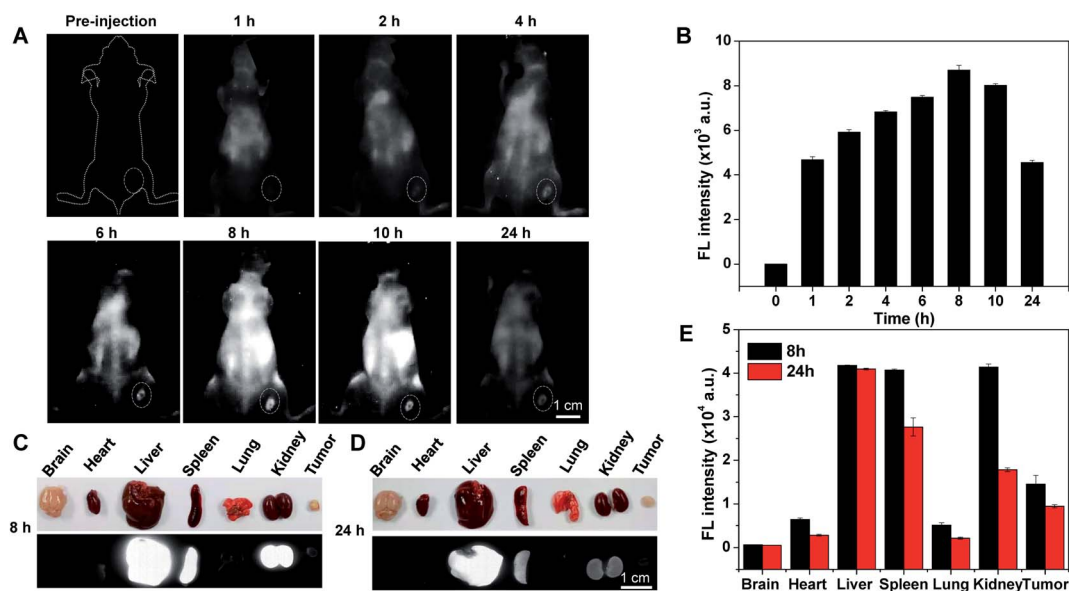 A
Pre-injection
1 h
2 h
4 h
6 h
8 h
10 h
24 h
1 cm
B
FL intensity (x10³ a.u.)
10
8
6
4
2
0
0 1 2 4 6 8 10 24
Time (h)
C
Brain Heart Liver Spleen Lung Kidney Tumor
8 h
D
Brain Heart Liver Spleen Lung Kidney Tumor
24 h
1 cm
E
8h
24h
FL intensity (x10⁴ a.u.)
5
4
3
2
1
0
Brain Heart Liver Spleen Lung Kidney Tumor